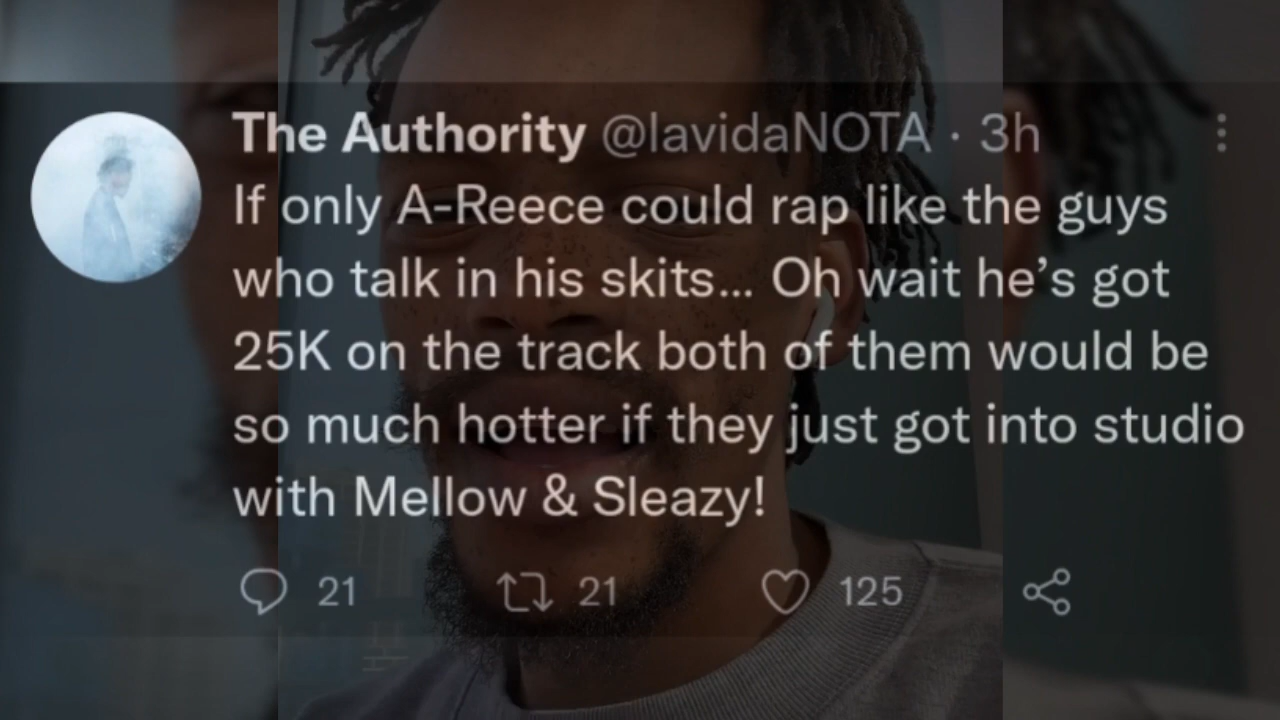 The Authority @lavidaNOTA · 3h
If only A-Reece could rap like the guys
who talk in his skits... Oh wait he’s got
25K on the track both of them would be
so much hotter if they just got into studio
with Mellow & Sleazy!
21 21 125